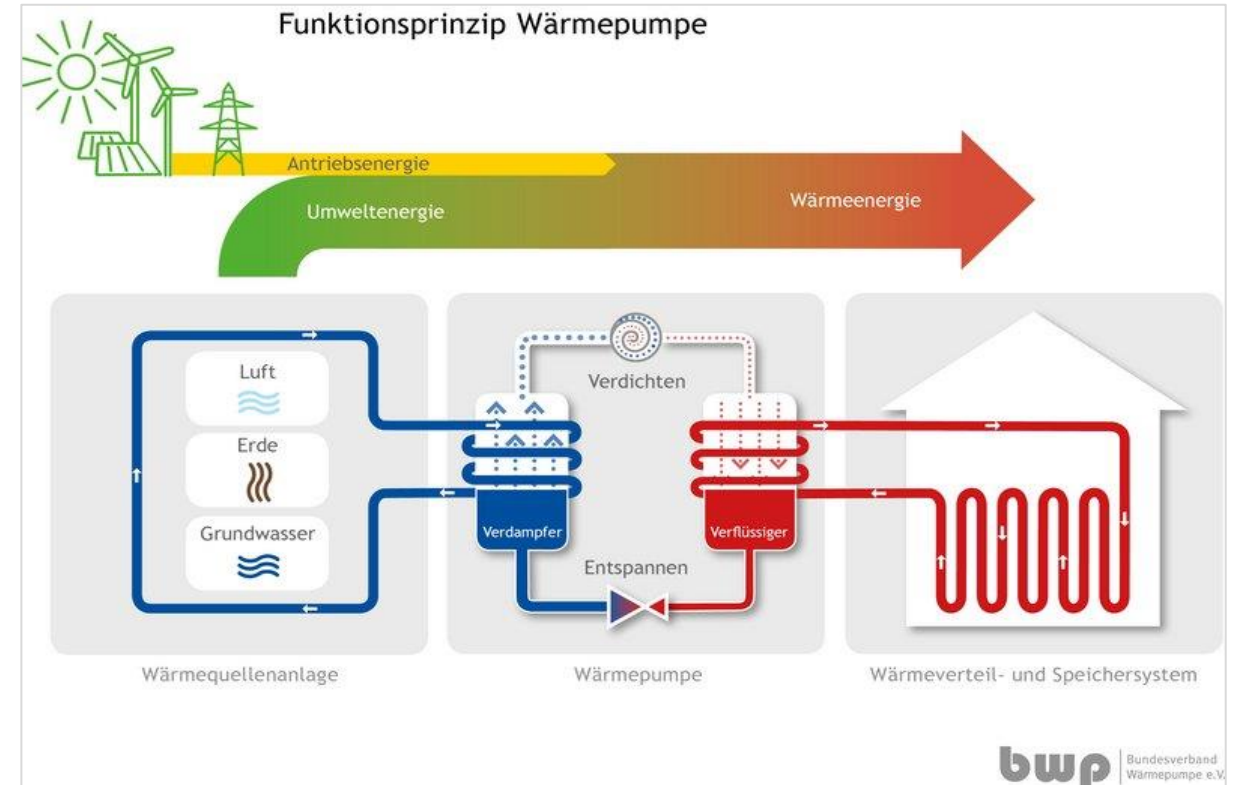 Funktionsprinzip Wärmepumpe
Antriebsenergie
Umweltenergie
Wärmeenergie
Luft
Erde
Grundwasser
Verdichten
Verdampfer
Verflüssiger
Entspannen
Wärmequellenanlage
Wärmepumpe
Wärmeverteil- und Speichersystem
bwp
Bundesverband
Wärmepumpe e.V.